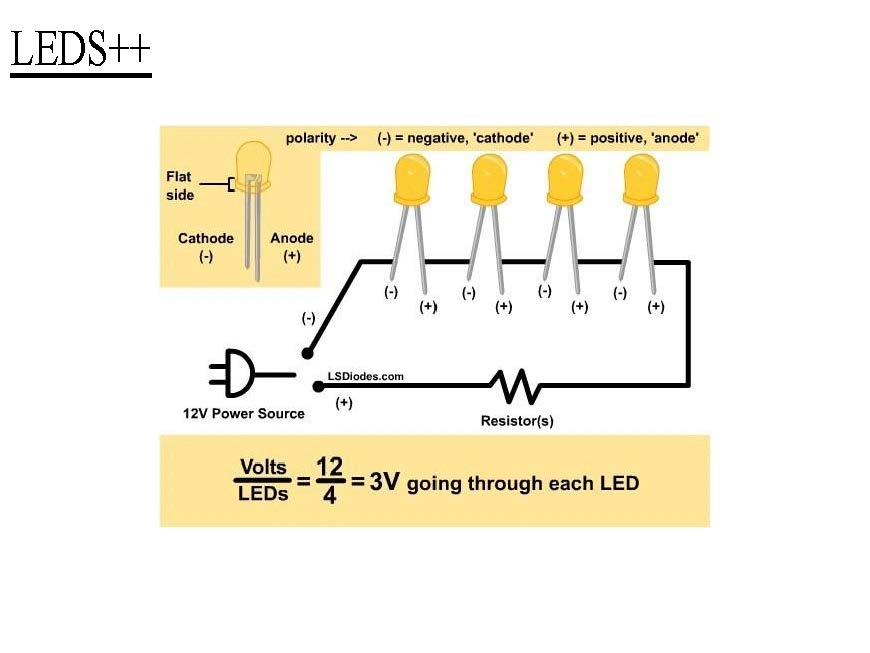 LEDS++
polarity --> (-) = negative, 'cathode' (+) = positive, 'anode'
Flat
side
Cathode Anode
(-) (+)
(-) (+) (-) (+) (-) (+) (-) (+)
(-)
LSDiodes.com
(+)
12V Power Source
Resistor(s)
Volts
LEDs
=
12
4
= 3V going through each LED